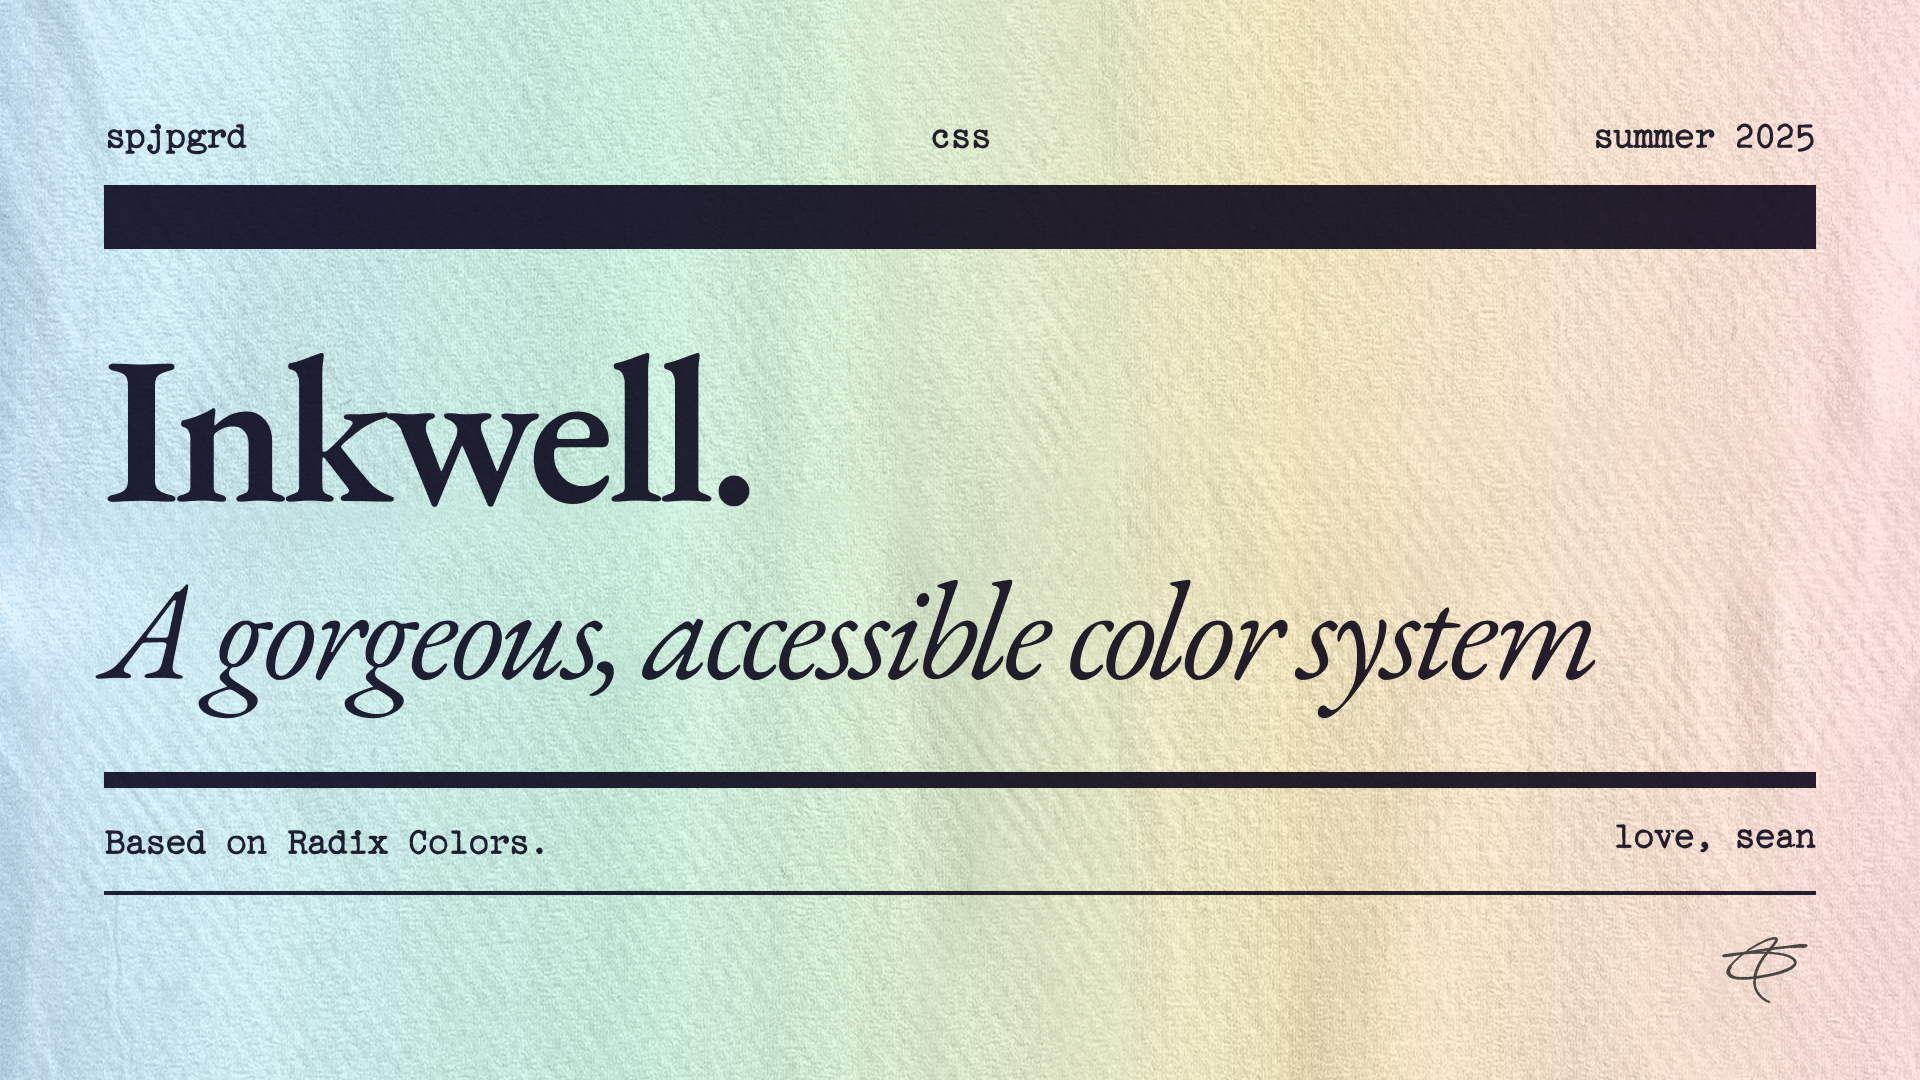 spjpgrd css summer 2025
Inkwell.
A gorgeous, accessible color system
Based on Radix Colors. love, sean